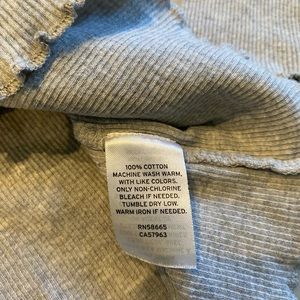 100% COTTON
MACHINE WASH WARM,
WITH LIKE COLORS,
ONLY NON-CHLORINE
BLEACH IF NEEDED.
TUMBLE DRY LOW.
WARM IRON IF NEEDED.
RN58665
CA57963